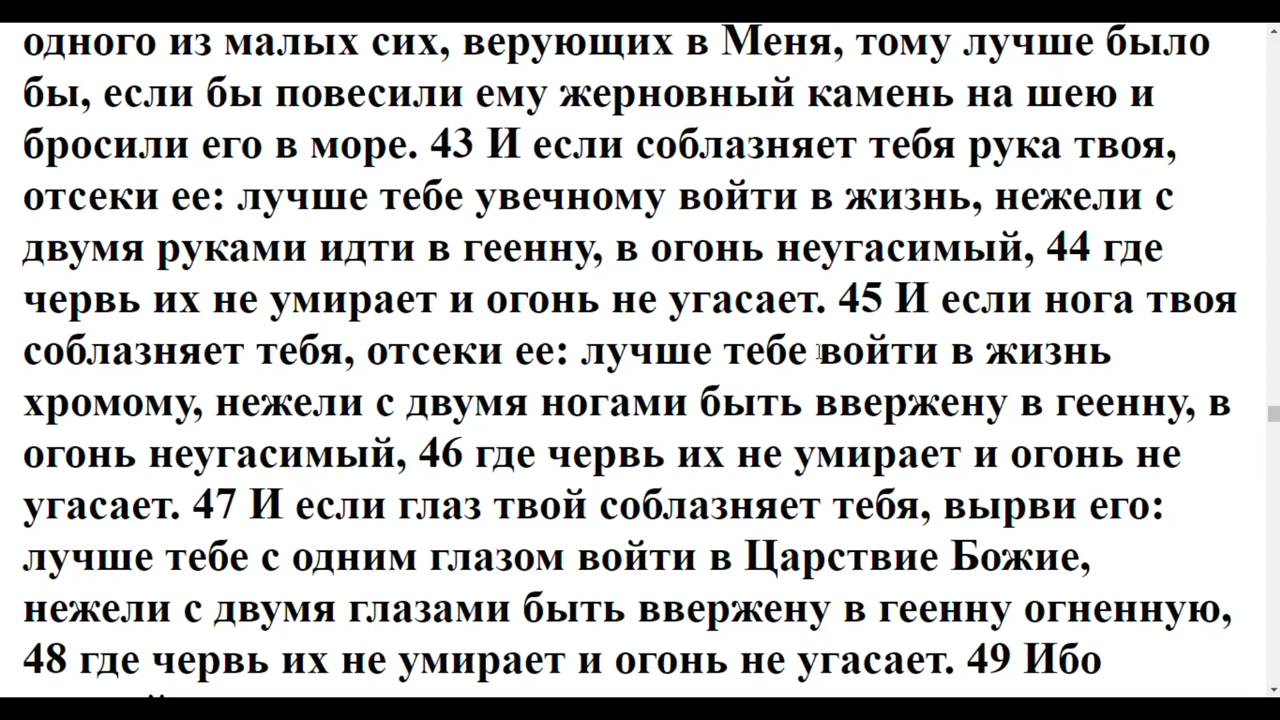 одного из малых сих, верующих в Меня, тому лучше было
бы, если бы повесили ему жерновный камень на шею и
бросили его в море. 43 И если соблазняет тебя рука твоя,
отсеки ее: лучше тебе увечному войти в жизнь, нежели с
двумя руками идти в геенну, в огонь неугасимый, 44 где
червь их не умирает и огонь не угасает. 45 И если нога твоя
соблазняет тебя, отсеки ее: лучше тебе войти в жизнь
хромому, нежели с двумя ногами быть ввержену в геенну, в
огонь неугасимый, 46 где червь их не умирает и огонь не
угасает. 47 И если глаз твой соблазняет тебя, вырви его:
лучше тебе с одним глазом войти в Царствие Божие,
нежели с двумя глазами быть ввержену в геенну огненную,
48 где червь их не умирает и огонь не угасает. 49 Ибо